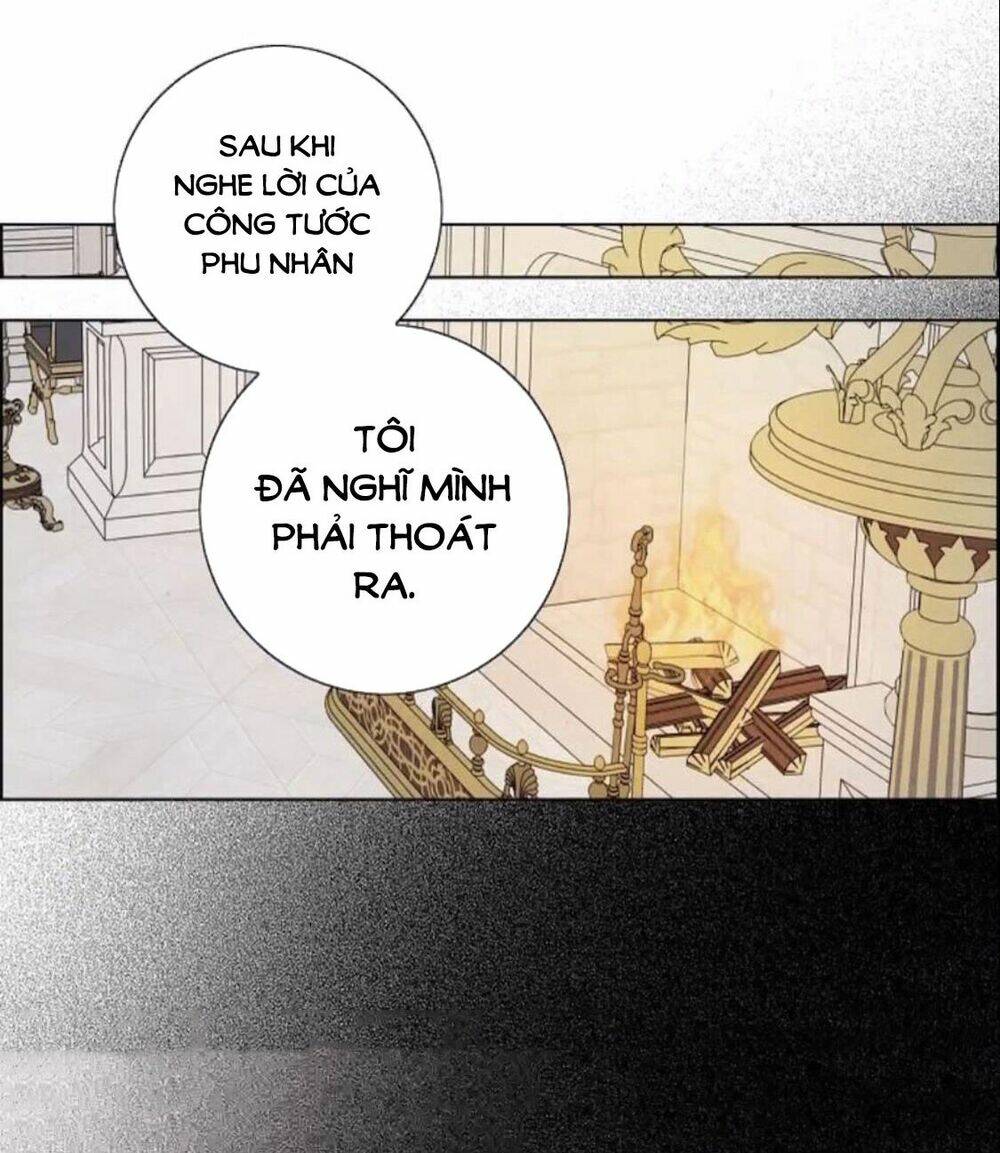 SAU KHI
NGHE LỜI CỦA
CÔNG TƯỚC
PHU NHÂN
TÔI
ĐÃ NGHĨ MÌNH
PHẢI THOÁT
RA.